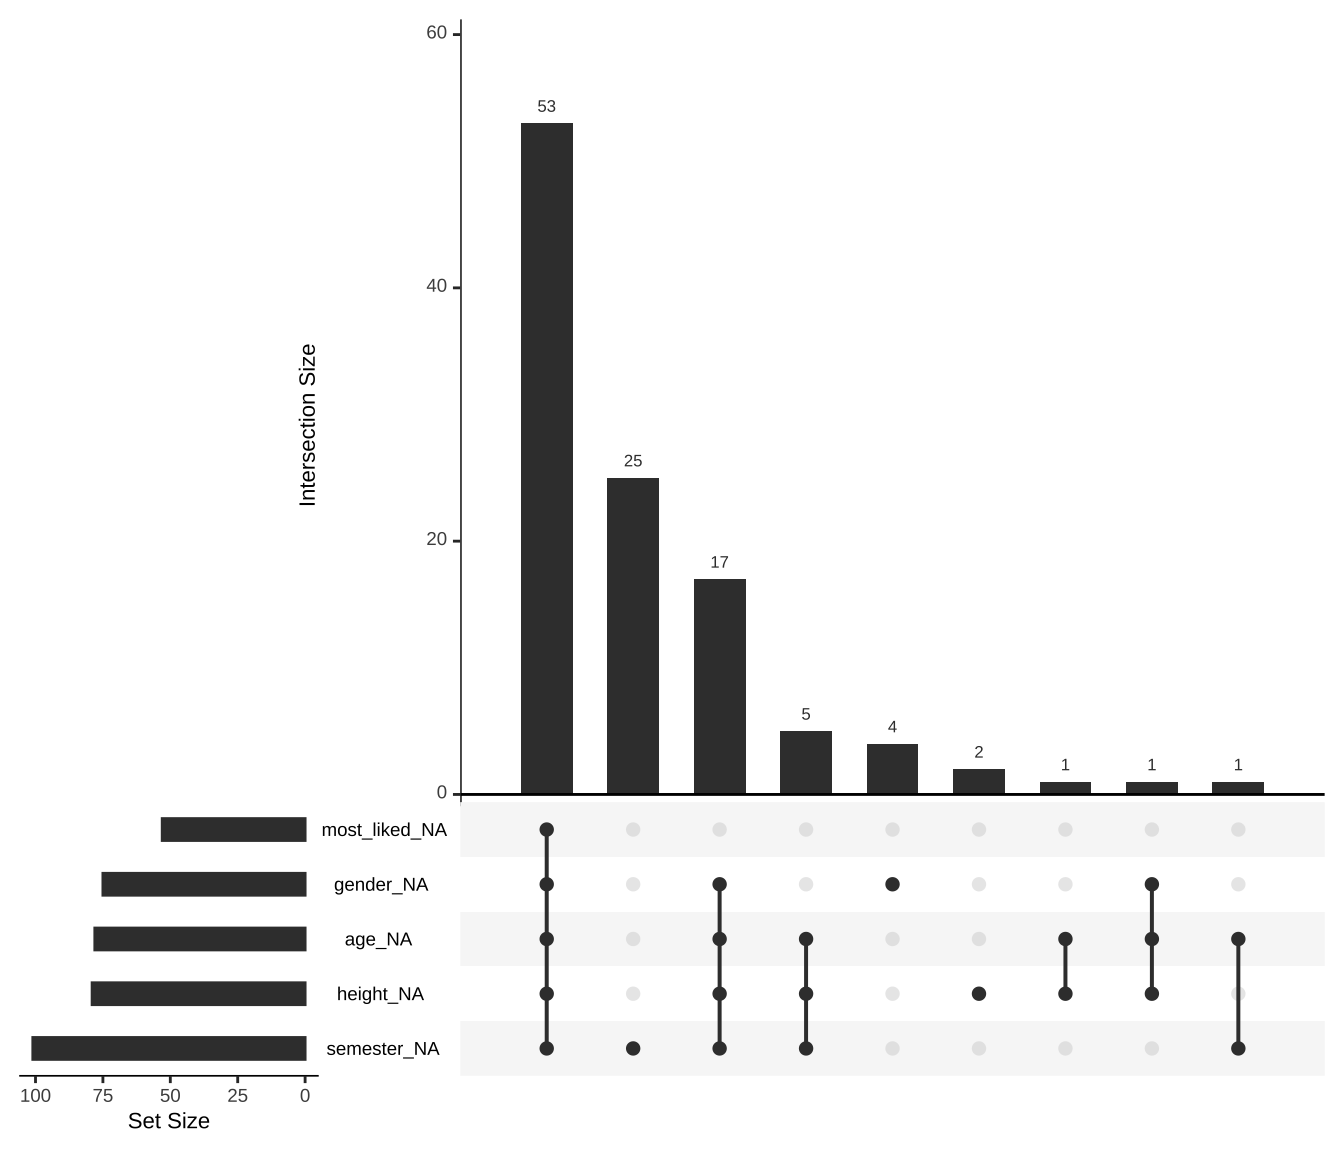 60
53
40
Intersection Size
25
20
17
5
4
2
1
1
1
0
most_liked_NA
gender_NA
age_NA
height_NA
semester_NA
100 75 50 25 0
Set Size